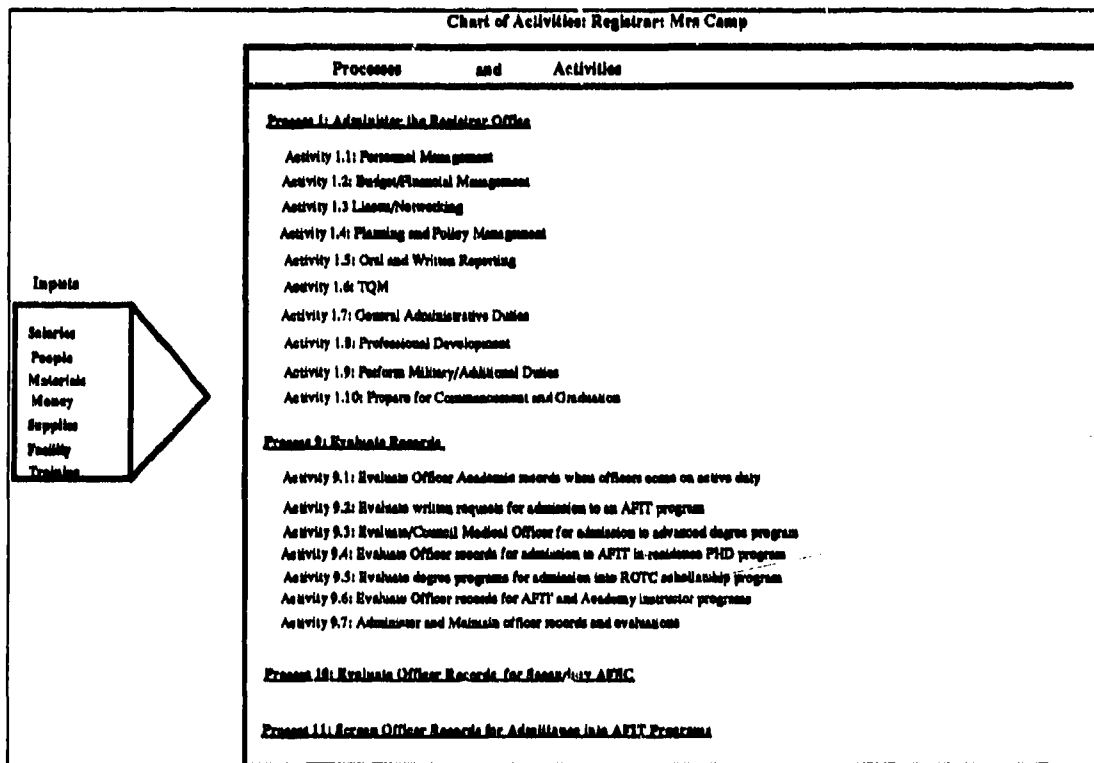 Chart of Activities: Registrar: Mrs Camp
Processes and Activities
Process 1: Administer the Registrar Office
Activity 1.1: Personnel Management
Activity 1.2: Budget/Financial Management
Activity 1.3 Liason/Networking
Activity 1.4: Planning and Policy Management
Activity 1.5: Oral and Written Reporting
Activity 1.6: TQM
Activity 1.7: General Administrative Duties
Activity 1.8: Professional Development
Activity 1.9: Perform Military/Additional Duties
Activity 1.10: Prepare for Commencement and Graduation
Inputs
Salaries
People
Materials
Money
Supplies
Facility
Training
Process 9: Evaluate Records
Activity 9.1: Evaluate Officer Academic records when officers come on active duty
Activity 9.2: Evaluate written requests for admission to an AFIT program
Activity 9.3: Evaluate/Council Medical Officer for admission to advanced degree program
Activity 9.4: Evaluate Officer records for admission to AFIT in-residence PHD program
Activity 9.5: Evaluate degree programs for admission into ROTC scholarship program
Activity 9.6: Evaluate Officer records for AFIT and Academy instructor programs
Activity 9.7: Administer and Maintain officer records and evaluations
Process 10: Evaluate Officer Records for Secondary AFSC
Process 11: Screen Officer Records for Admittance into AFIT Programs